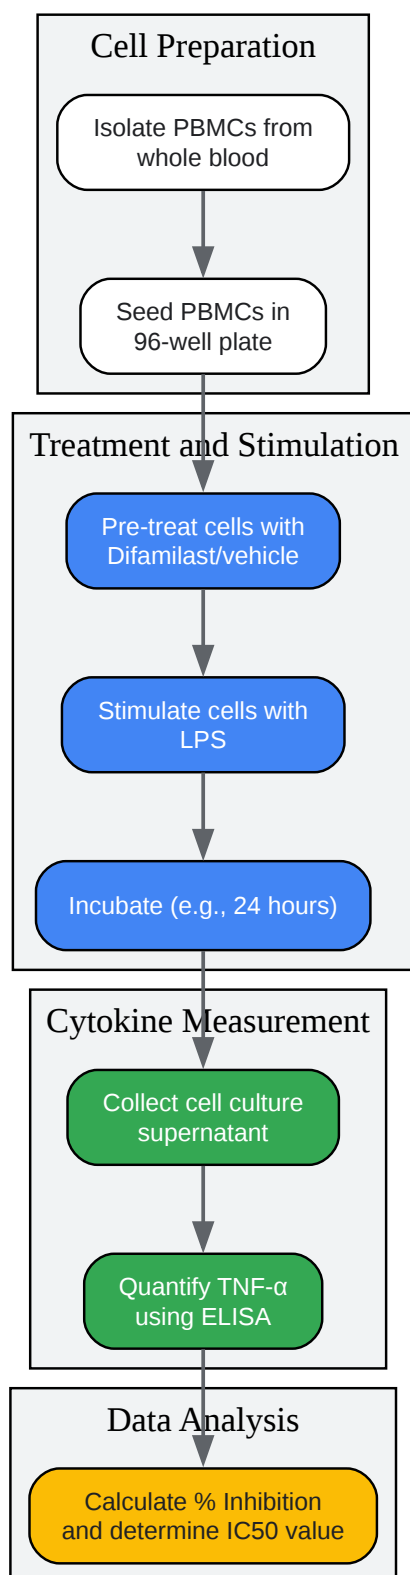 Cell Preparation
Isolate PBMCs from
whole blood
Seed PBMCs in
96-well plate
Treatment and Stimulation
Pre-treat cells with
Difamilast/vehicle
Stimulate cells with
LPS
Incubate (e.g., 24 hours)
Cytokine Measurement
Collect cell culture
supernatant
Quantify TNF-α
using ELISA
Data Analysis
Calculate % Inhibition
and determine IC50 value